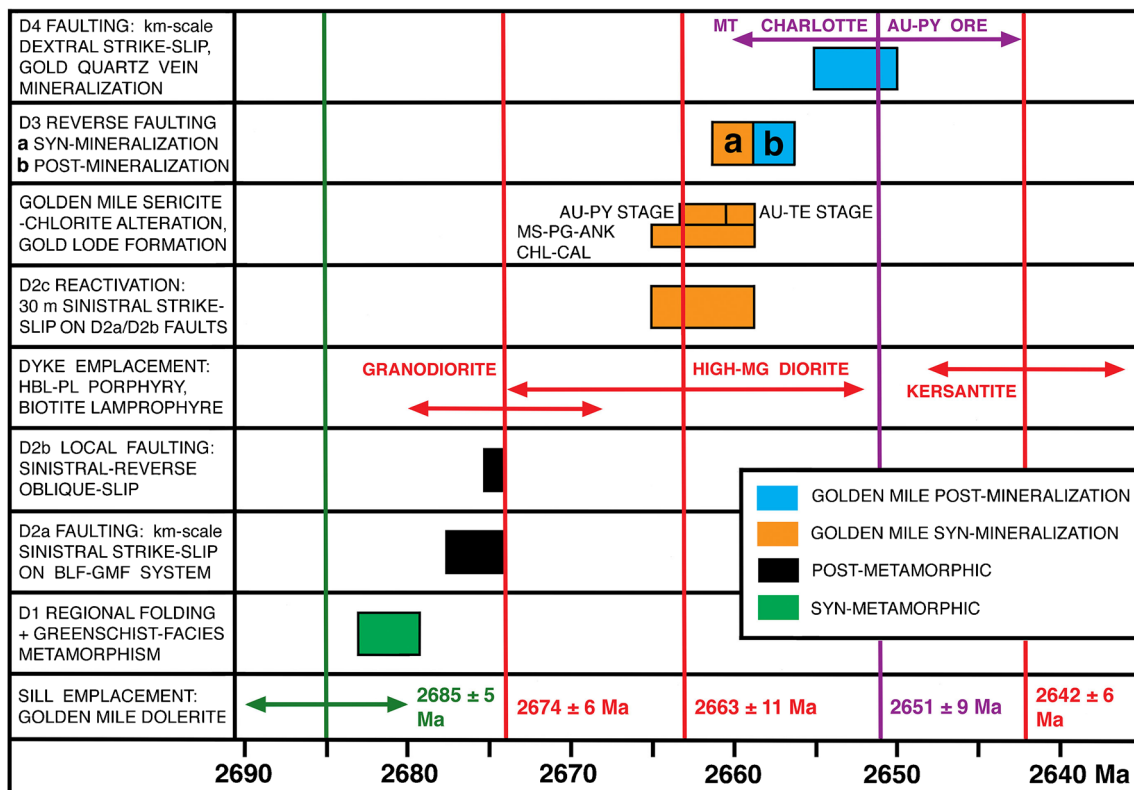 D4 FAULTING: km-scale
DEXTRAL STRIKE-SLIP,
GOLD QUARTZ VEIN
MINERALIZATION
MT CHARLOTTE AU-PY ORE
D3 REVERSE FAULTING
a SYN-MINERALIZATION
b POST-MINERALIZATION
a b
GOLDEN MILE SERICITE
-CHLORITE ALTERATION,
GOLD LODE FORMATION
AU-PY STAGE
AU-TE STAGE
MS-PG-ANK
CHL-CAL
D2c REACTIVATION:
30 m SINISTRAL STRIKE-
SLIP ON D2a/D2b FAULTS
DYKE EMPLACEMENT:
HBL-PL PORPHYRY,
BIOTITE LAMPROPHYRE
GRANODIORITE
HIGH-MG DIORITE
KERSANTITE
D2b LOCAL FAULTING:
SINISTRAL-REVERSE
OBLIQUE-SLIP
D2a FAULTING: km-scale
SINISTRAL STRIKE-SLIP
ON BLF-GMF SYSTEM
D1 REGIONAL FOLDING
+ GREENSCHIST-FACIES
METAMORPHISM
GOLDEN MILE POST-MINERALIZATION
GOLDEN MILE SYN-MINERALIZATION
POST-METAMORPHIC
SYN-METAMORPHIC
SILL EMPLACEMENT:
GOLDEN MILE DOLERITE
2685 ± 5
Ma
2674 ± 6 Ma
2663 ± 11 Ma
2651 ± 9 Ma
2642 ± 6
Ma
2690 2680 2670 2660 2650 2640 Ma